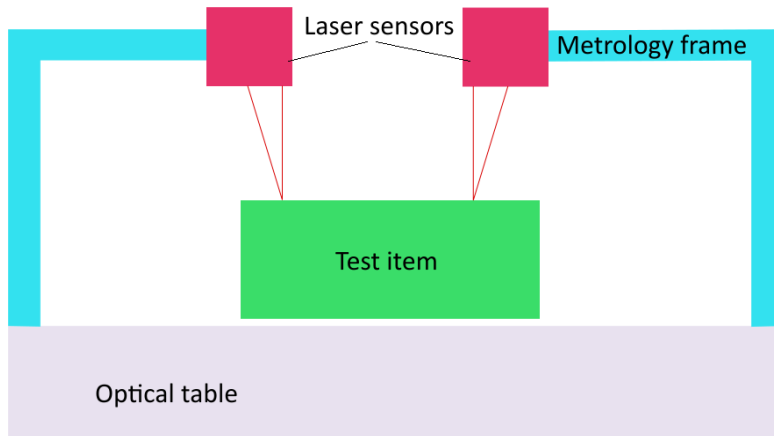 Laser sensors
Metrology frame
Test item
Optical table